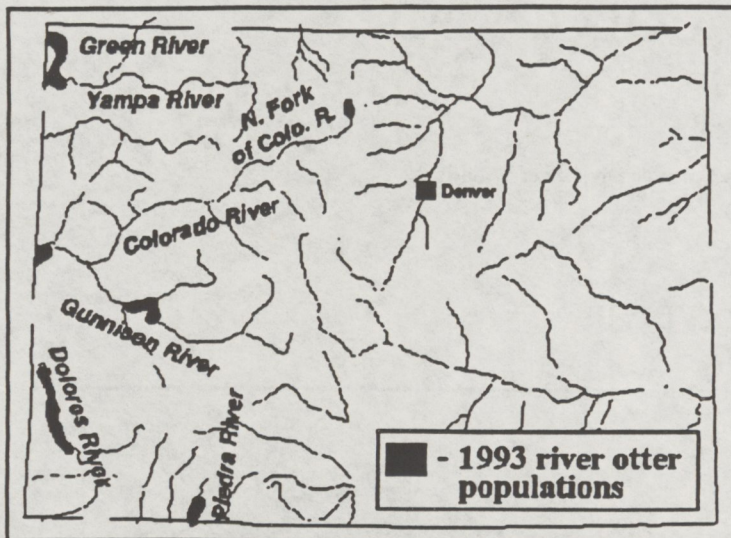 Green River
Yampa River
N. Fork
of Colo. R.
Denver
Colorado River
Gunnison River
Dolores River
Piedra River
- 1993 river otter
populations